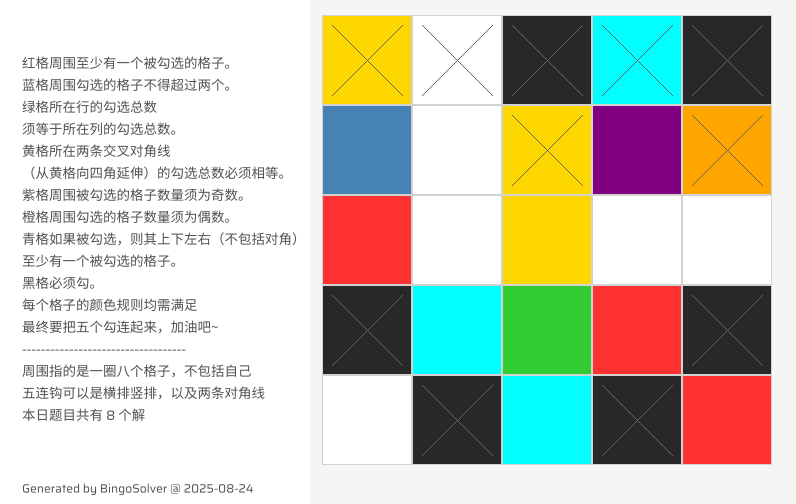 红格周围至少有一个被勾选的格子。
蓝格周围勾选的格子不得超过两个。
绿格所在行的勾选总数
须等于所在列的勾选总数。
黄格所在两条交叉对角线
（从黄格向四角延伸）的勾选总数必须相等。
紫格周围被勾选的格子数量须为奇数。
橙格周围勾选的格子数量须为偶数。
青格如果被勾选，则其上下左右（不包括对角）
至少有一个被勾选的格子。
黑格必须勾。
每个格子的颜色规则均需满足
最终要把五个勾连起来，加油吧~
-----------------------------------
周围指的是一圈八个格子，不包括自己
五连钩可以是横排竖排，以及两条对角线
本日题目共有 8 个解
Generated by BingoSolver @ 2025-08-24